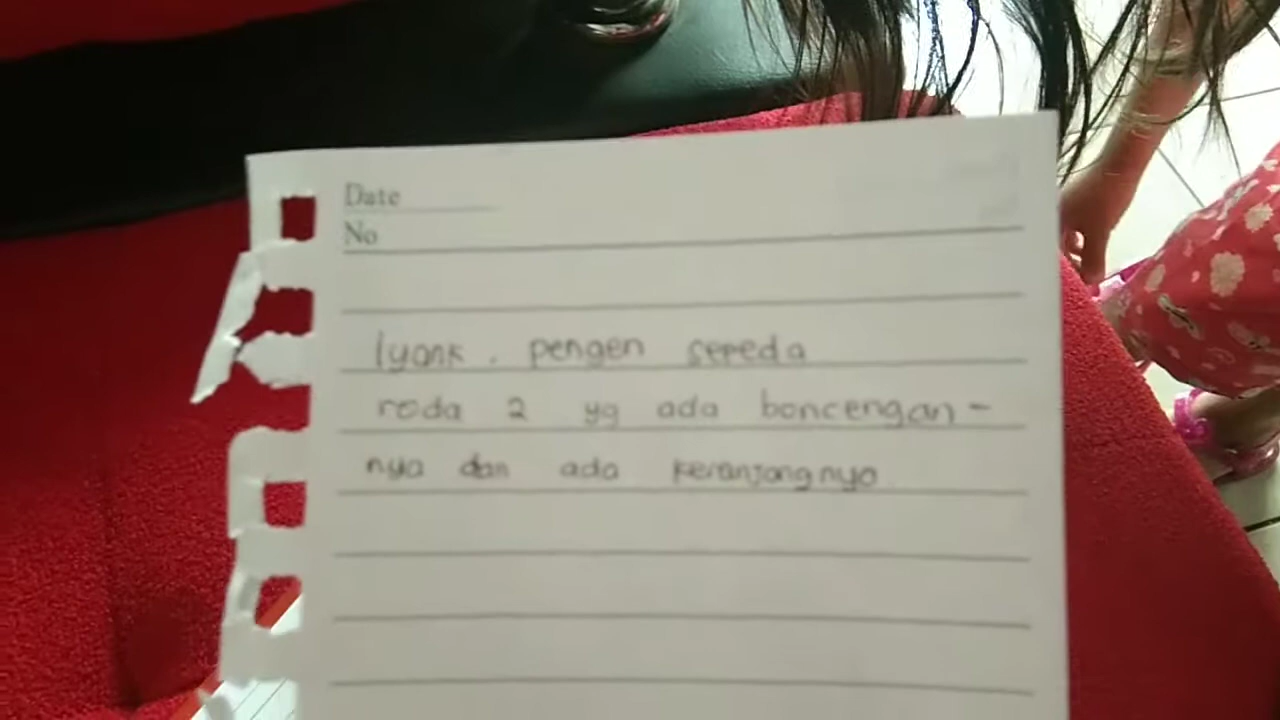 Date
No
Iyank. pengen sepeda
roda 2 yg ada boncengan-
nya dan ada keranjangnya